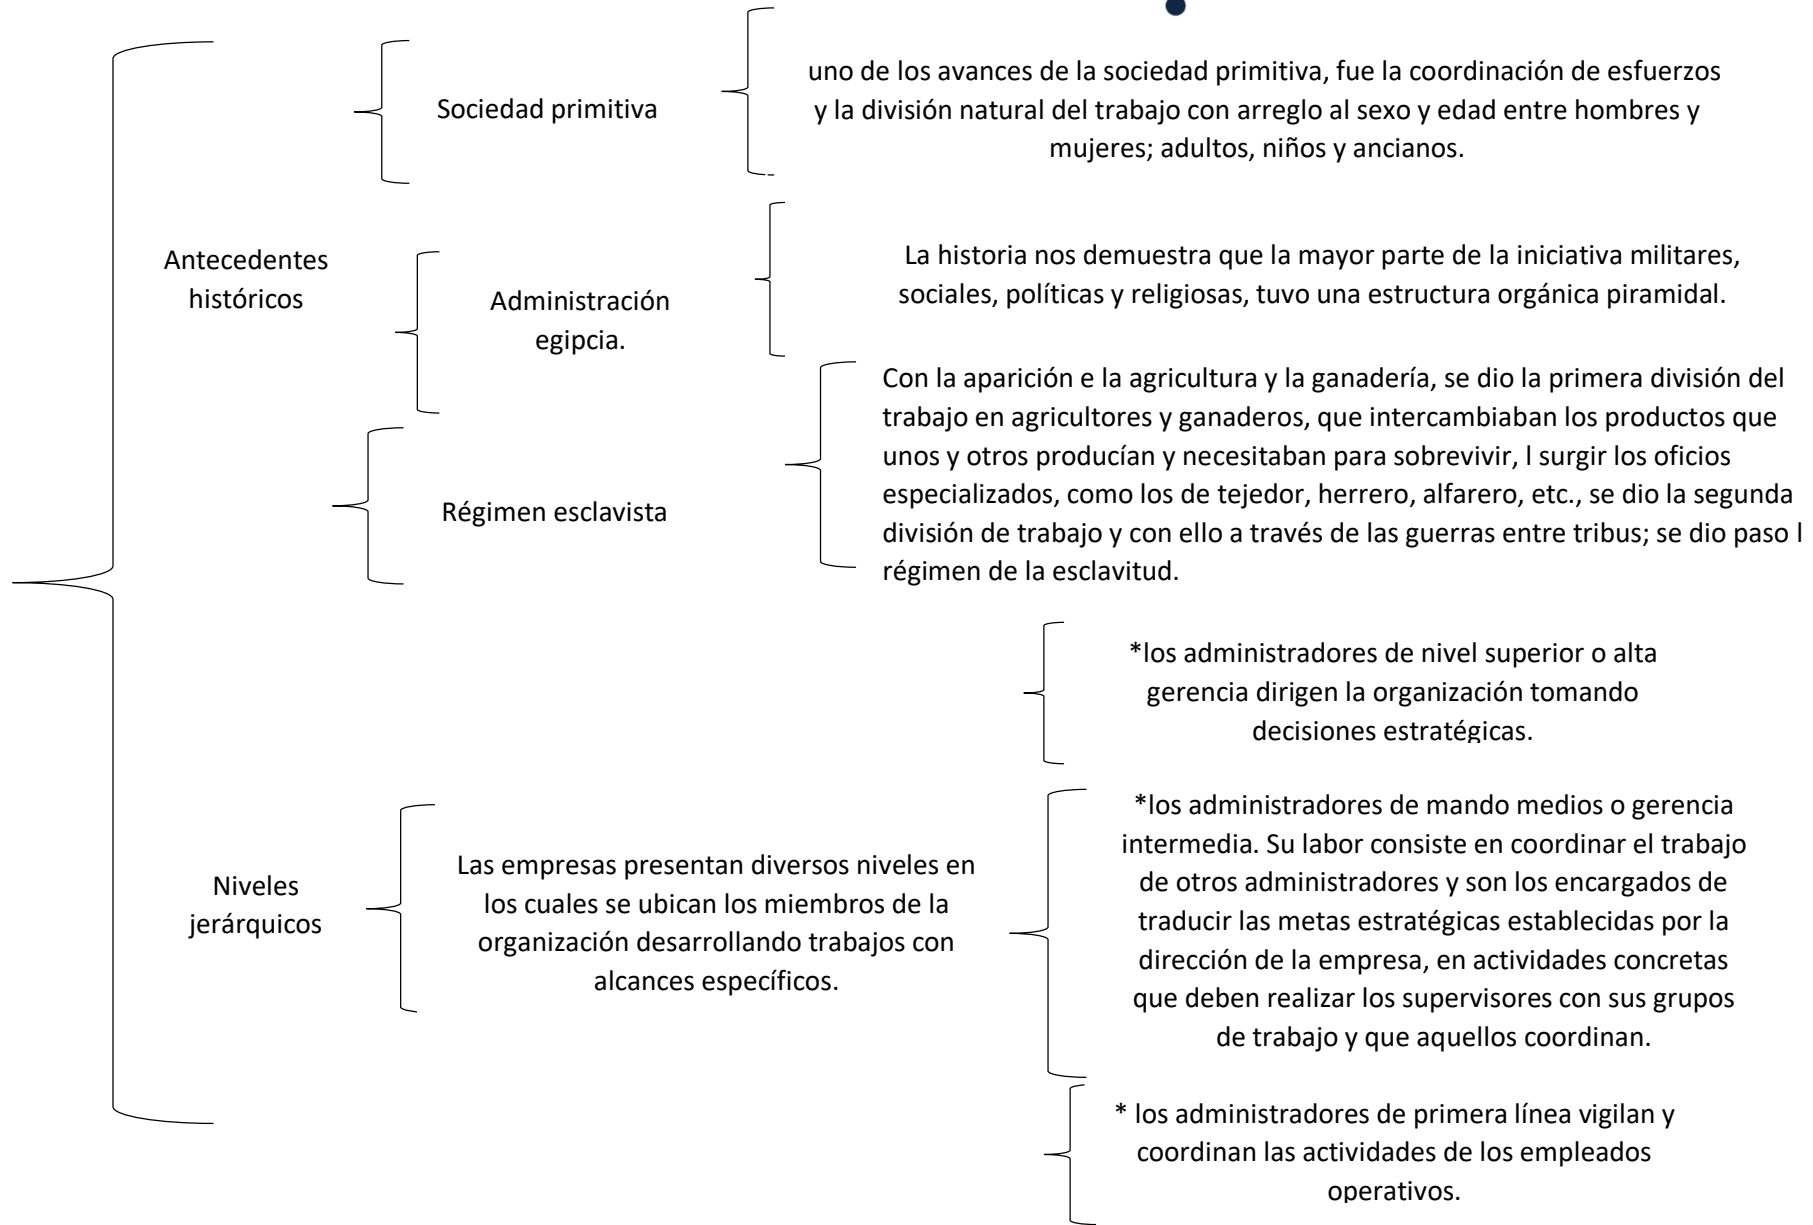 Antecedentes
históricos
Sociedad primitiva
uno de los avances de la sociedad primitiva, fue la coordinación de esfuerzos
y la división natural del trabajo con arreglo al sexo y edad entre hombres y
mujeres; adultos, niños y ancianos.
Administración
egipcia.
La historia nos demuestra que la mayor parte de la iniciativa militares,
sociales, políticas y religiosas, tuvo una estructura orgánica piramidal.
Régimen esclavista
Con la aparición e la agricultura y la ganadería, se dio la primera división del
trabajo en agricultores y ganaderos, que intercambiaban los productos que
unos y otros producían y necesitaban para sobrevivir, l surgir los oficios
especializados, como los de tejedor, herrero, alfarero, etc., se dio la segunda
división de trabajo y con ello a través de las guerras entre tribus; se dio paso l
régimen de la esclavitud.
Niveles
jerárquicos
Las empresas presentan diversos niveles en
los cuales se ubican los miembros de la
organización desarrollando trabajos con
alcances específicos.
*los administradores de nivel superior o alta
gerencia dirigen la organización tomando
decisiones estratégicas.
*los administradores de mando medios o gerencia
intermedia. Su labor consiste en coordinar el trabajo
de otros administradores y son los encargados de
traducir las metas estratégicas establecidas por la
dirección de la empresa, en actividades concretas
que deben realizar los supervisores con sus grupos
de trabajo y que aquellos coordinan.
* los administradores de primera línea vigilan y
coordinan las actividades de los empleados
operativos.